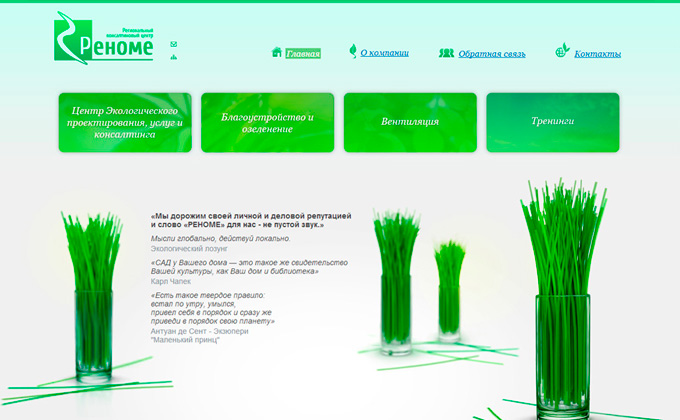 Региональный
консалтинговый центр
Реноме
Главная
О компании
Обратная связь
Контакты
Центр Экологического
проектирования, услуг и
консалтинга
Благоустройство и
озеленение
Вентиляция
Тренинги
«Мы дорожим своей личной и деловой репутацией
и слово «РЕНОМЕ» для нас - не пустой звук.»
Мысли глобально, действуй локально.
Экологический лозунг
«САД у Вашего дома — это такое же свидетельство
Вашей культуры, как Ваш дом и библиотека»
Карл Чапек
«Есть такое твердое правило:
встал по утру, умылся,
привел себя в порядок и сразу же
приведи в порядок свою планету»
Антуан де Сент - Экзюпери
"Маленький принц"